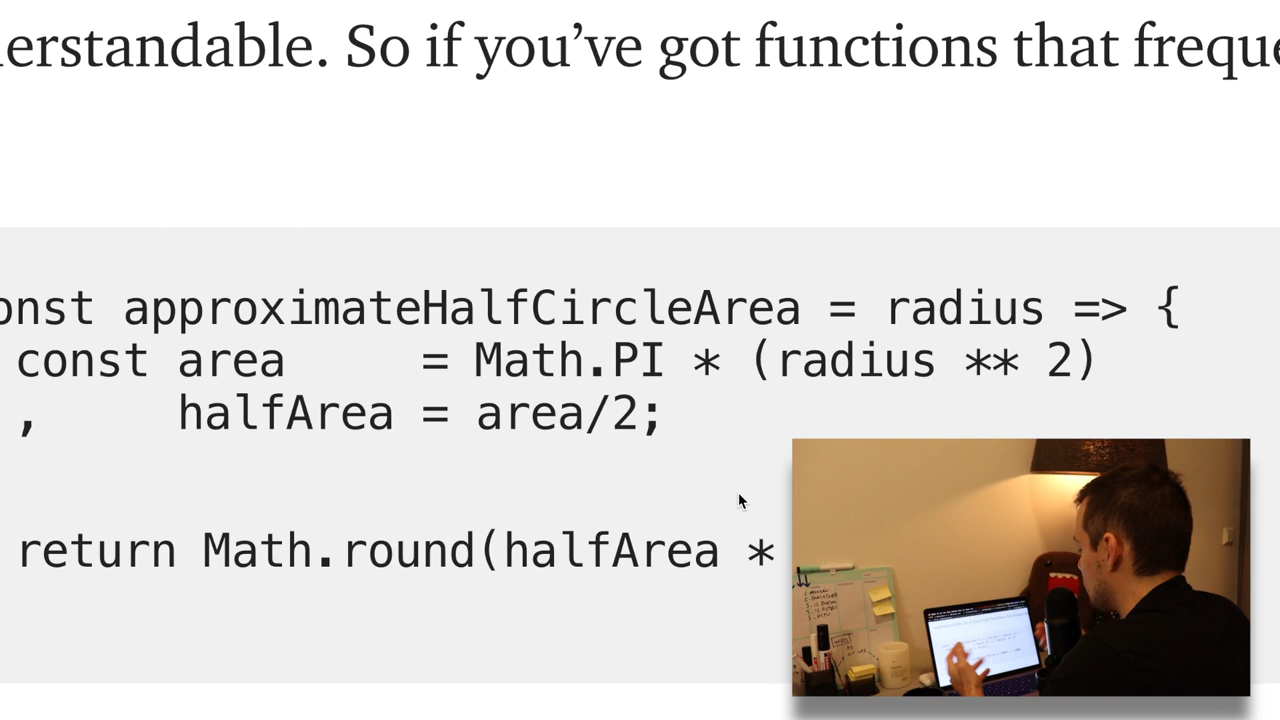 erstandable. So if you’ve got functions that freque
onst approximateHalfCircleArea = radius => {
const area = Math.PI * (radius ** 2)
, halfArea = area/2;
return Math.round(halfArea *